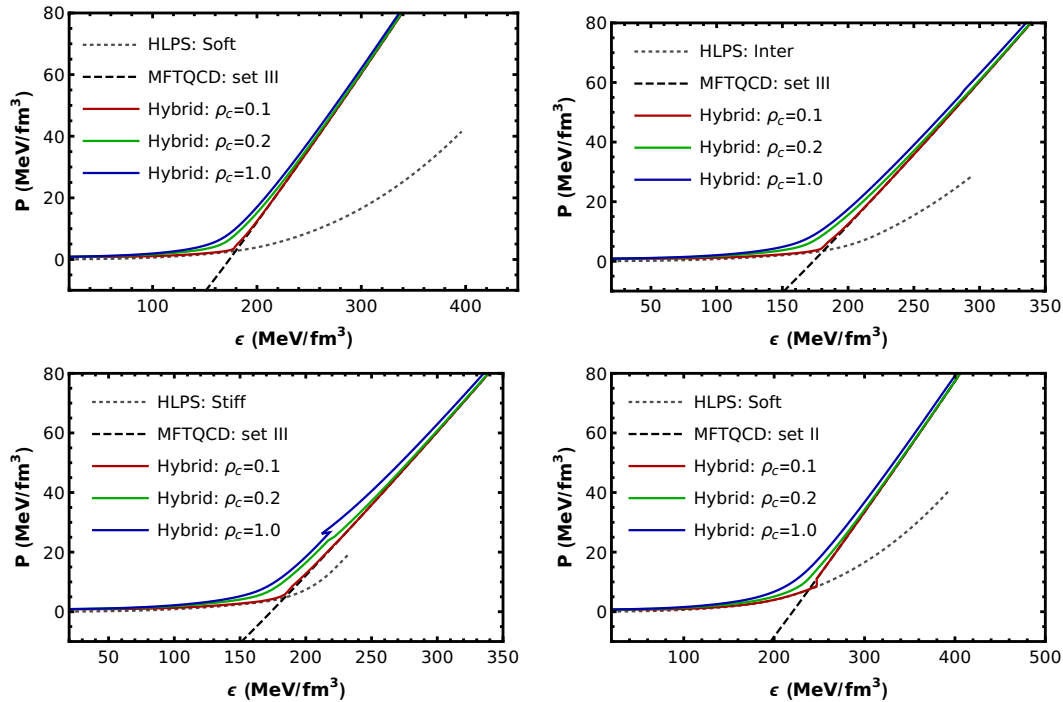 80
60
40
20
0
P (MeV/fm³)
HLPS: Soft
MFTQCD: set III
Hybrid: ρc=0.1
Hybrid: ρc=0.2
Hybrid: ρc=1.0
100 200 300 400
ϵ (MeV/fm³)
80
60
40
20
0
P (MeV/fm³)
HLPS: Inter
MFTQCD: set III
Hybrid: ρc=0.1
Hybrid: ρc=0.2
Hybrid: ρc=1.0
50 100 150 200 250 300 350
ϵ (MeV/fm³)
80
60
40
20
0
P (MeV/fm³)
HLPS: Stiff
MFTQCD: set III
Hybrid: ρc=0.1
Hybrid: ρc=0.2
Hybrid: ρc=1.0
50 100 150 200 250 300 350
ϵ (MeV/fm³)
80
60
40
20
0
P (MeV/fm³)
HLPS: Soft
MFTQCD: set II
Hybrid: ρc=0.1
Hybrid: ρc=0.2
Hybrid: ρc=1.0
100 200 300 400 500
ϵ (MeV/fm³)